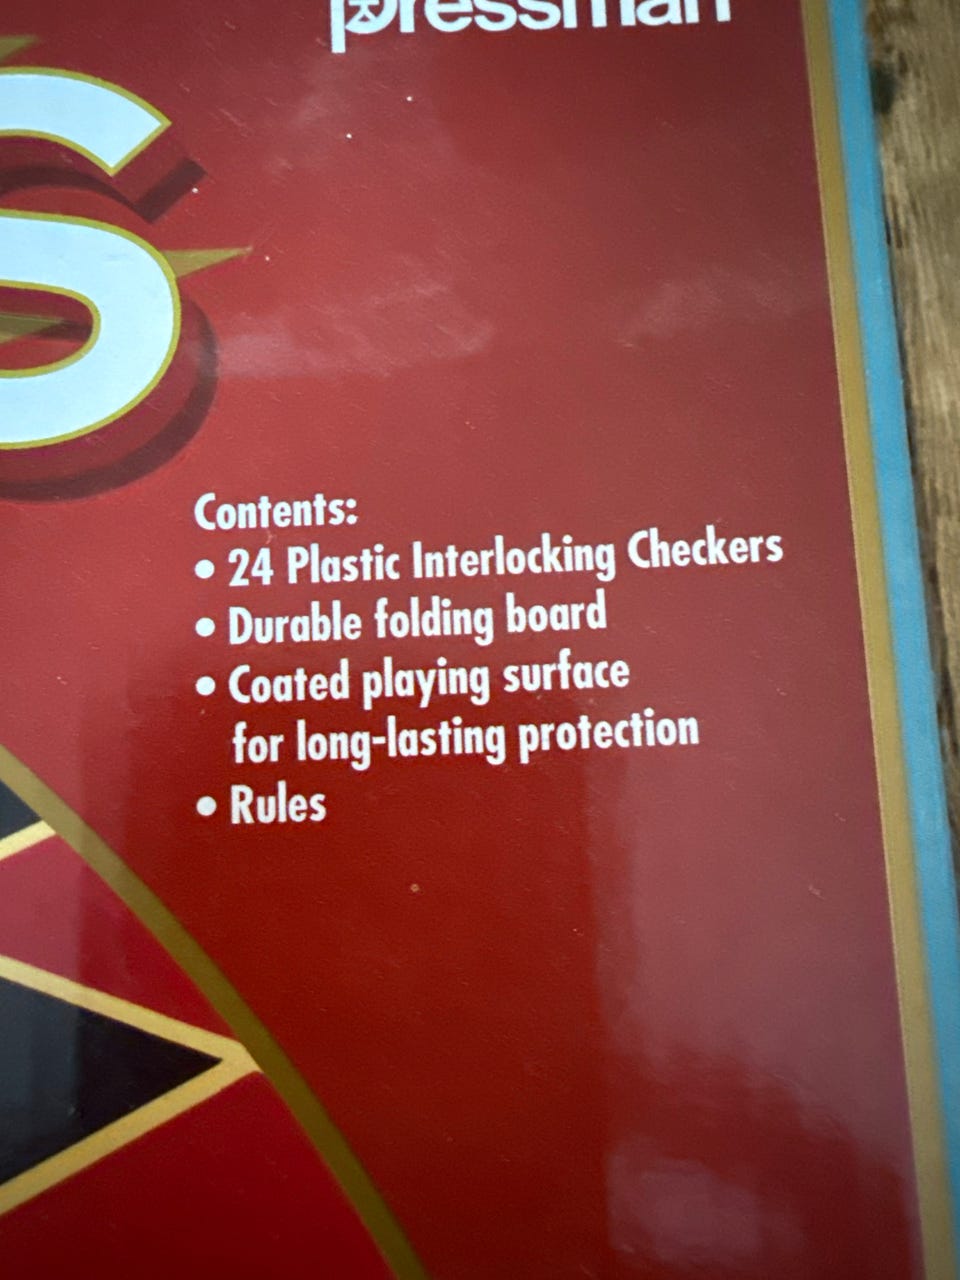 pressman
S
Contents:
• 24 Plastic Interlocking Checkers
• Durable folding board
• Coated playing surface
for long-lasting protection
• Rules